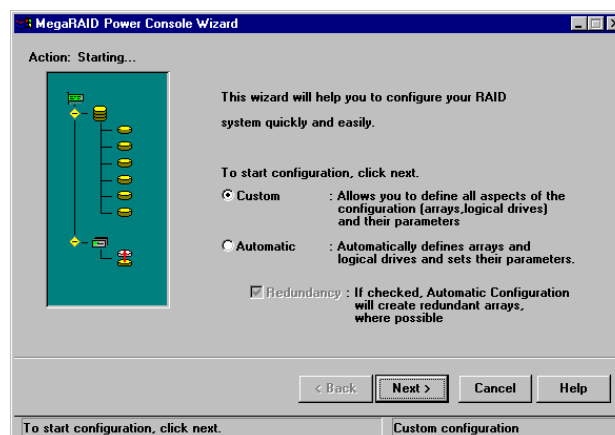 MegaRAID Power Console Wizard
Action: Starting...
This wizard will help you to configure your RAID
system quickly and easily.
To start configuration, click next.
Custom : Allows you to define all aspects of the
configuration (arrays,logical drives)
and their parameters
Automatic : Automatically defines arrays and
logical drives and sets their parameters.
Redundancy : If checked, Automatic Configuration
will create redundant arrays,
where possible
< Back Next > Cancel Help
To start configuration, click next. Custom configuration